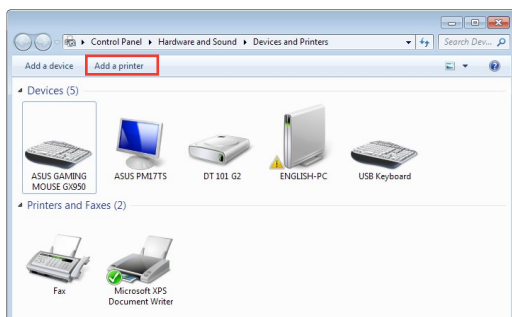 Control Panel ▸ Hardware and Sound ▸ Devices and Printers
Search Dev...
Add a device Add a printer
Devices (5)
ASUS GAMING MOUSE GX950
ASUS PM17TS
DT 101 G2
ENGLISH-PC
USB Keyboard
Printers and Faxes (2)
Fax
Microsoft XPS Document Writer